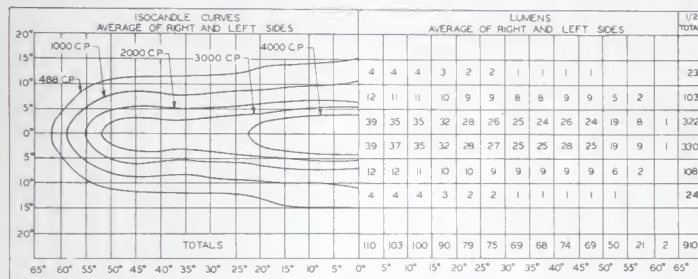 ISOCANDLE CURVES
AVERAGE OF RIGHT AND LEFT SIDES
LUMENS
AVERAGE OF RIGHT AND LEFT SIDES
1/2
TOTAL
20°
15°
10°
5°
0°
5°
10°
15°
20°
1000 CP
2000 CP
3000 CP
4000 CP
488 CP
4 4 4 3 2 2 1 1 1 1 23
12 11 11 10 9 9 8 8 9 9 5 2 103
39 35 35 32 28 26 25 24 26 24 19 8 1 322
39 37 35 32 28 27 25 25 28 25 19 9 1 330
12 12 11 10 10 9 9 9 9 9 6 2 108
4 4 4 3 2 2 1 1 1 1 24
TOTALS 110 103 100 90 79 75 69 68 74 69 50 21 2 910
65° 60° 55° 50° 45° 40° 35° 30° 25° 20° 15° 10° 5° 0° 5° 10° 15° 20° 25° 30° 35° 40° 45° 50° 55° 60° 65°